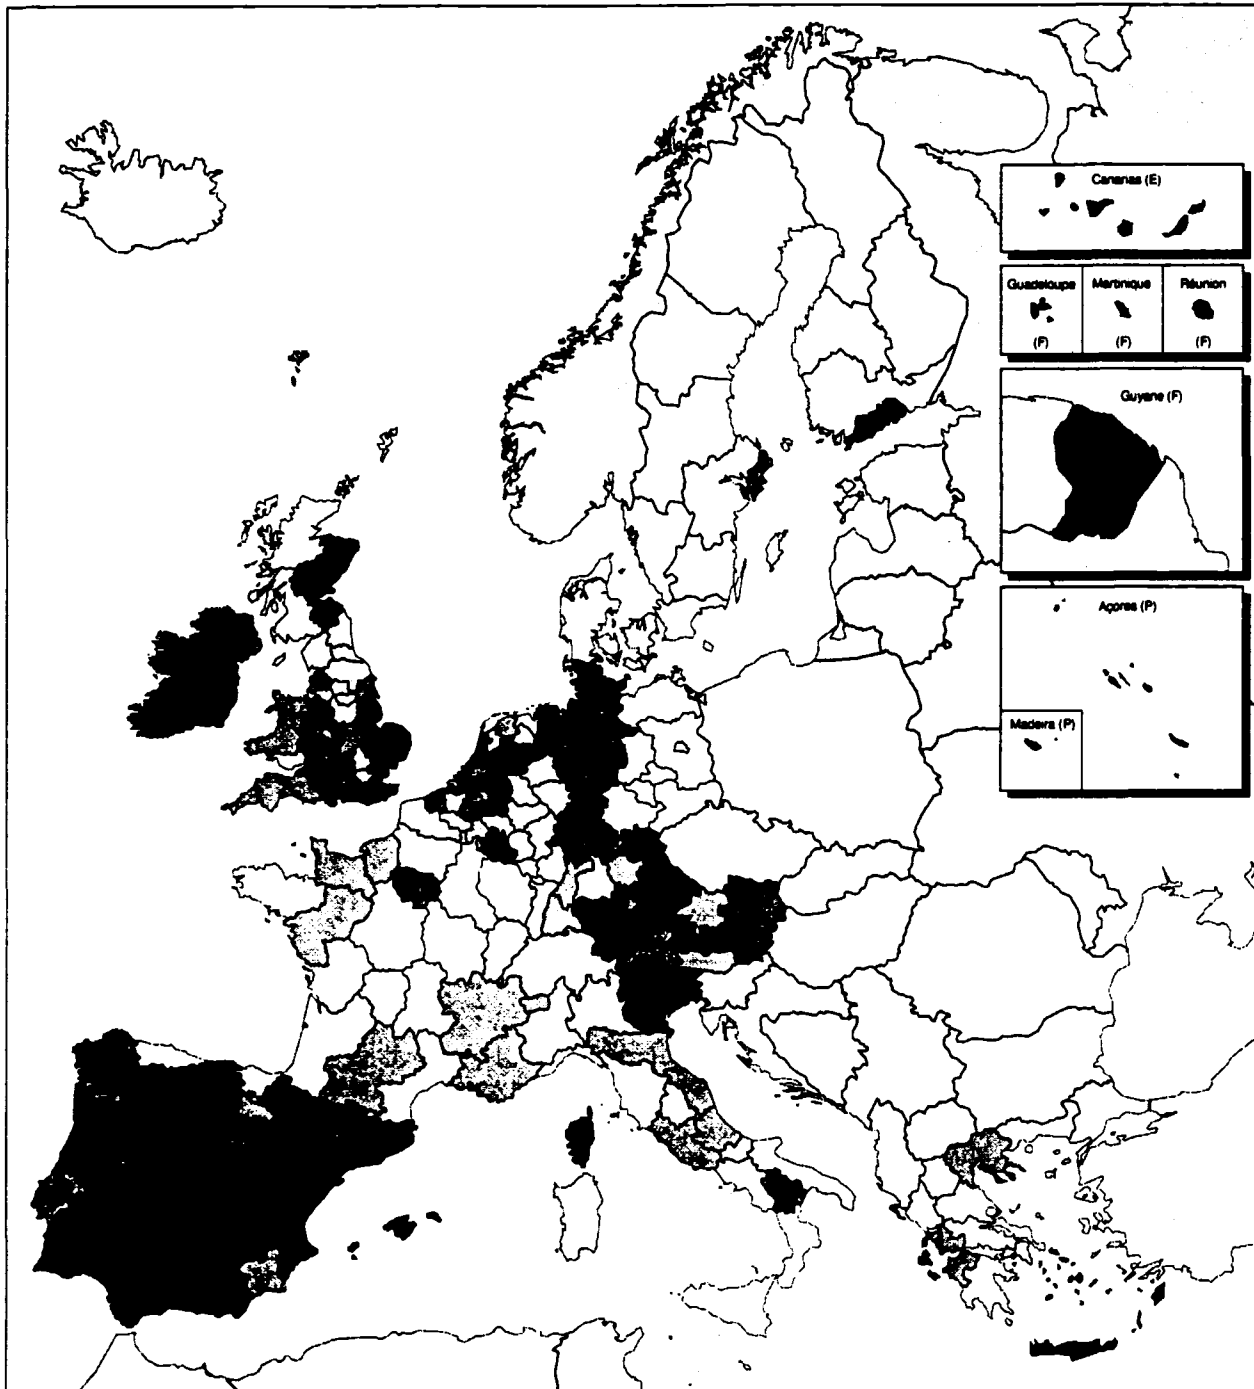 Canarias (E)
Guadeloupe Martinique Réunion
(F) (F) (F)
Guyane (F)
Açores (P)
Madeira (P)